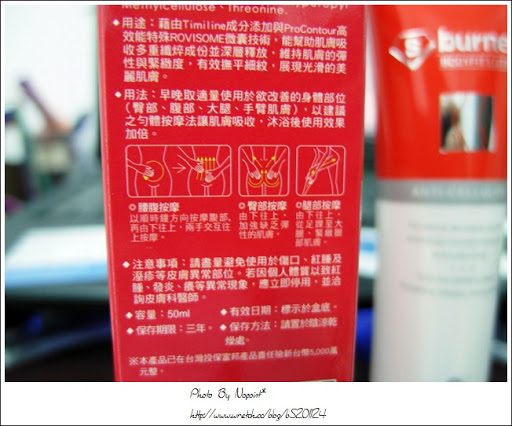 Methylcellulose、Threonine.
◆用途：藉由Timiline成分添加與ProContour高
效能特殊ROVISOME微囊技術，能幫助肌膚吸
收多重纖焠成份並深層釋放，維持肌膚的彈
性與緊緻度，有效撫平細紋，展現光滑的美
麗肌膚。
◆用法：早晚取適量使用於欲改善的身體部位
(臀部、腹部、大腿、手臂肌膚)，以建議
之勻體按摩法讓肌膚吸收，沐浴後使用效果
加倍。
腰腹按摩
以順時鐘方向按摩腹部,
再由下往上，兩手交互往
上按摩。
臀部按摩
由下往上,
加強缺乏彈
性的肌膚。
腿部按摩
由下往上,
從足踝至大
腿、緊緻腿
部肌膚。
◆注意事項：請盡量避免使用於傷口、紅腫及
溼疹等皮膚異常部位。若因個人體質以致紅
腫、發炎、癢等異常現象，應立即停用，並洽
詢皮膚科醫師。
◆容量：50ml ◆有效日期：標示於盒底。
◆保存期限：三年。◆保存方法：請置於陰涼乾
燥處。
※本產品已在台灣投保富邦產品責任險新台幣5,000萬
元整。
S burne
Photo By Nopoint
http://www.wretch.cc/blog/bs201124